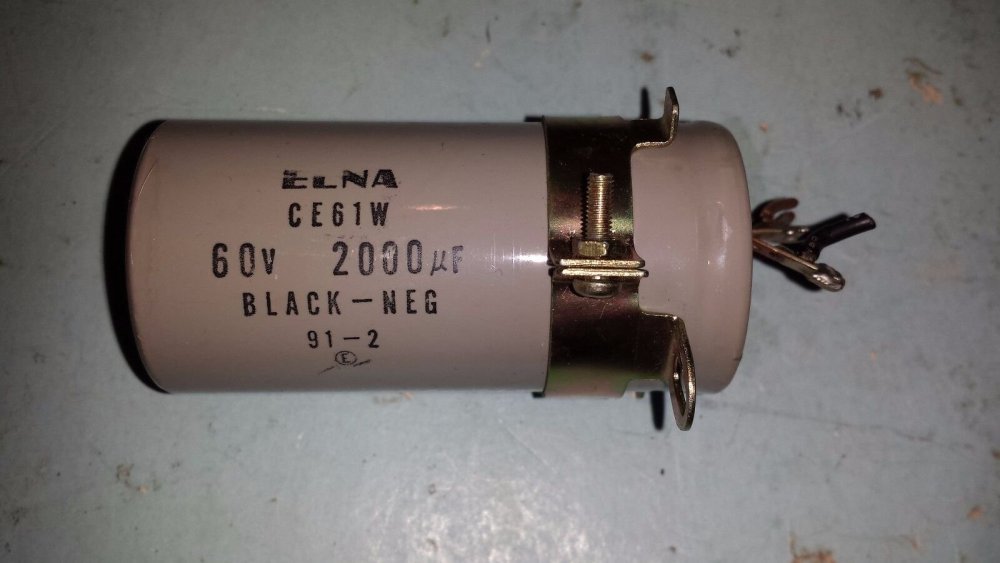 ELNA
CE61W
60V 2000µF
BLACK-NEG
91-2
E